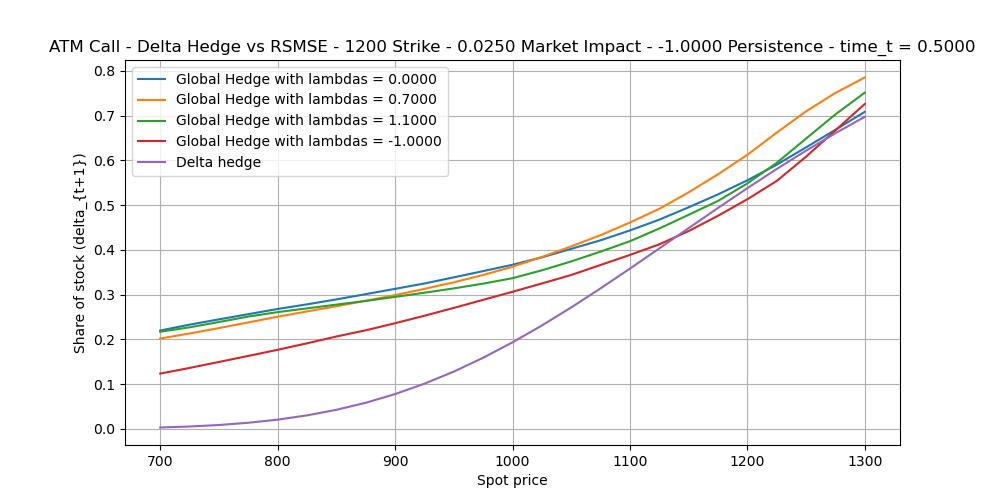 ATM Call - Delta Hedge vs RSMSE - 1200 Strike - 0.0250 Market Impact - -1.0000 Persistence - time_t = 0.5000
Global Hedge with lambdas = 0.0000
Global Hedge with lambdas = 0.7000
Global Hedge with lambdas = 1.1000
Global Hedge with lambdas = -1.0000
Delta hedge
Share of stock (delta_{t+1})
0.8
0.7
0.6
0.5
0.4
0.3
0.2
0.1
0.0
700 800 900 1000 1100 1200 1300
Spot price